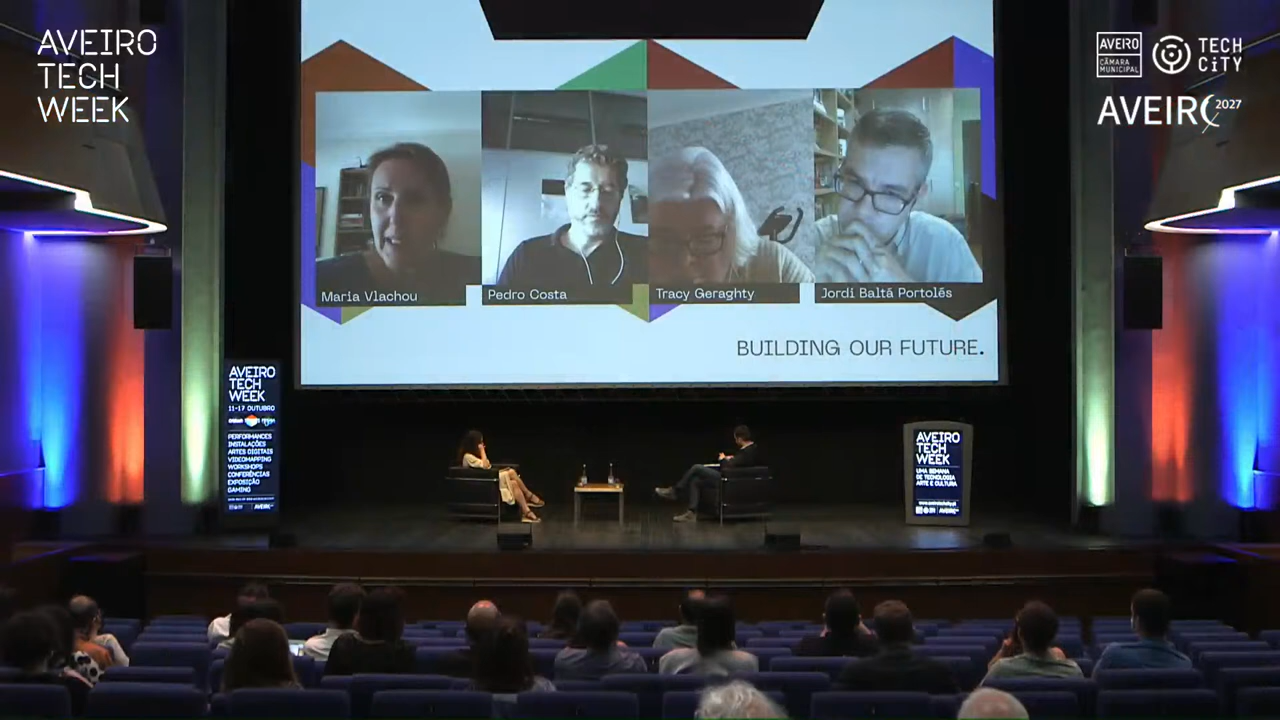 AVEIRO
TECH
WEEK
AVEIRO
CÂMARA
MUNICIPAL
TECH
CiTY
AVEIRO 2027
Maria Vlachou
Pedro Costa
Tracy Geraghty
Jordi Baltà Portolés
BUILDING OUR FUTURE.
AVEIRO
TECH
WEEK
11-17 OUTUBRO
PERFORMANCES
INSTALAÇÕES
ARTES DIGITAIS
VIDEOMAPPING
WORKSHOPS
CONFERÊNCIAS
EXPOSIÇÃO
GAMING
AVEIRO
TECH
WEEK
UMA SEMANA
DE TECNOLOGIA
ARTE E CULTURA